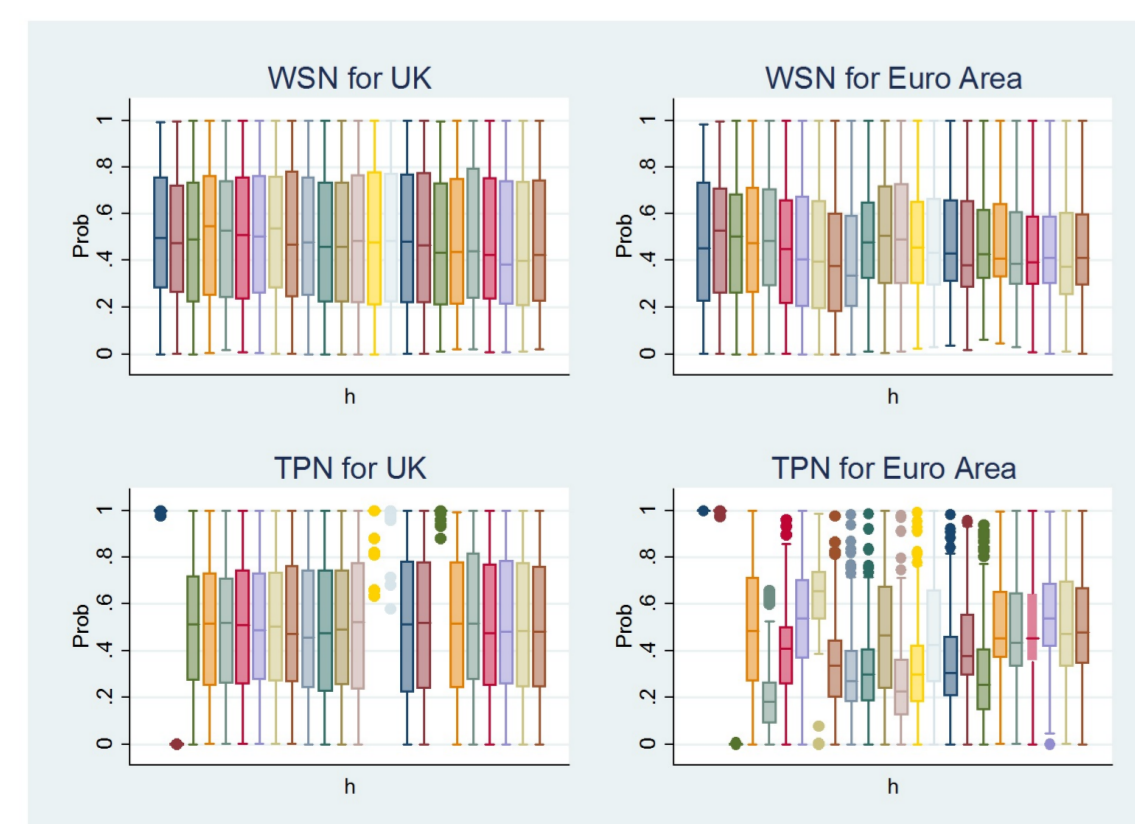 WSN for UK
1
.8
.6
.4
.2
0
Prob
h
WSN for Euro Area
1
.8
.6
.4
.2
0
Prob
h
TPN for UK
1
.8
.6
.4
.2
0
Prob
h
TPN for Euro Area
1
.8
.6
.4
.2
0
Prob
h